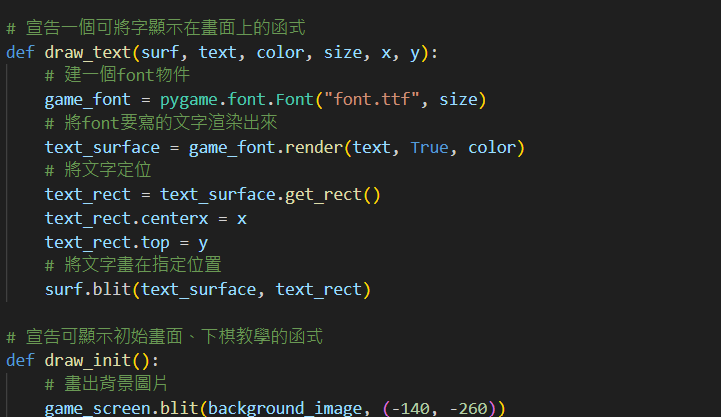 # 宣告一個可將字顯示在畫面上的函式
def draw_text(surf, text, color, size, x, y):
    # 建一個font物件
    game_font = pygame.font.Font("font.ttf", size)
    # 將font要寫的文字渲染出來
    text_surface = game_font.render(text, True, color)
    # 將文字定位
    text_rect = text_surface.get_rect()
    text_rect.centerx = x
    text_rect.top = y
    # 將文字畫在指定位置
    surf.blit(text_surface, text_rect)
# 宣告可顯示初始畫面、下棋教學的函式
def draw_init():
    # 畫出背景圖片
    game_screen.blit(background_image, (-140, -260))